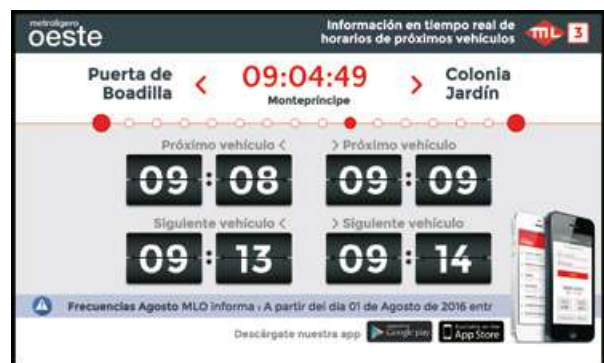 metroligero
oeste
Información en tiempo real de
horarios de próximos vehículos
ML 3
Puerta de
Boadilla
<
09:04:49
Montepríncipe
>
Colonia
Jardín
Próximo vehículo <
09 : 08
> Próximo vehículo
09 : 09
Siguiente vehículo <
09 : 13
> Siguiente vehículo
09 : 14
Frecuencias Agosto MLO informa : A partir del día 01 de Agosto de 2016 entr
Descárgate nuestra app
Google play
App Store